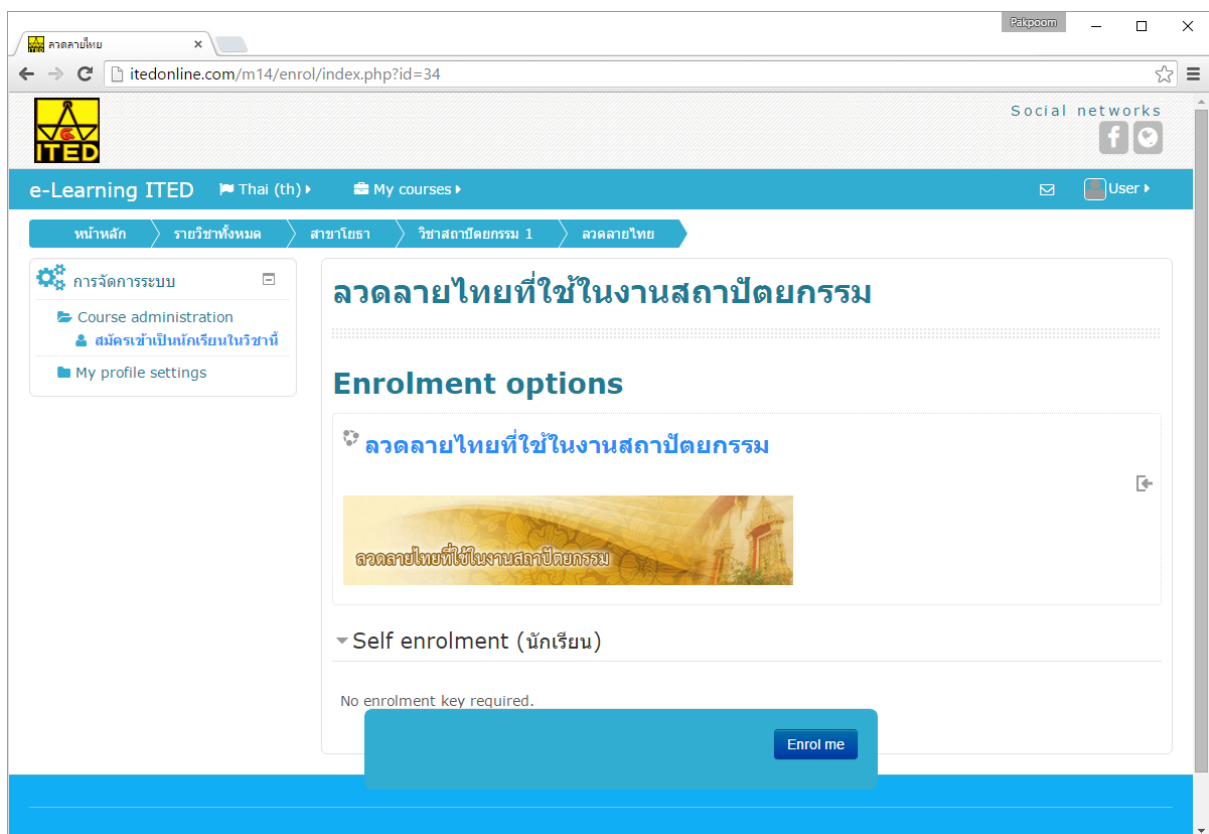 Pakpoom
ลวดลายไทย
itedonline.com/m14/enrol/index.php?id=34
ITED
Social networks
e-Learning ITED Thai (th) My courses User
หน้าหลัก รายวิชาทั้งหมด สาขาโยธา วิชาสถาปัตยกรรม 1 ลวดลายไทย
การจัดการระบบ
Course administration
สมัครเข้าเป็นนักเรียนในวิชานี้
My profile settings
ลวดลายไทยที่ใช้ในงานสถาปัตยกรรม
Enrolment options
ลวดลายไทยที่ใช้ในงานสถาปัตยกรรม
ลวดลายไทยที่ใช้ในงานสถาปัตยกรรม
Self enrolment (นักเรียน)
No enrolment key required.
Enrol me